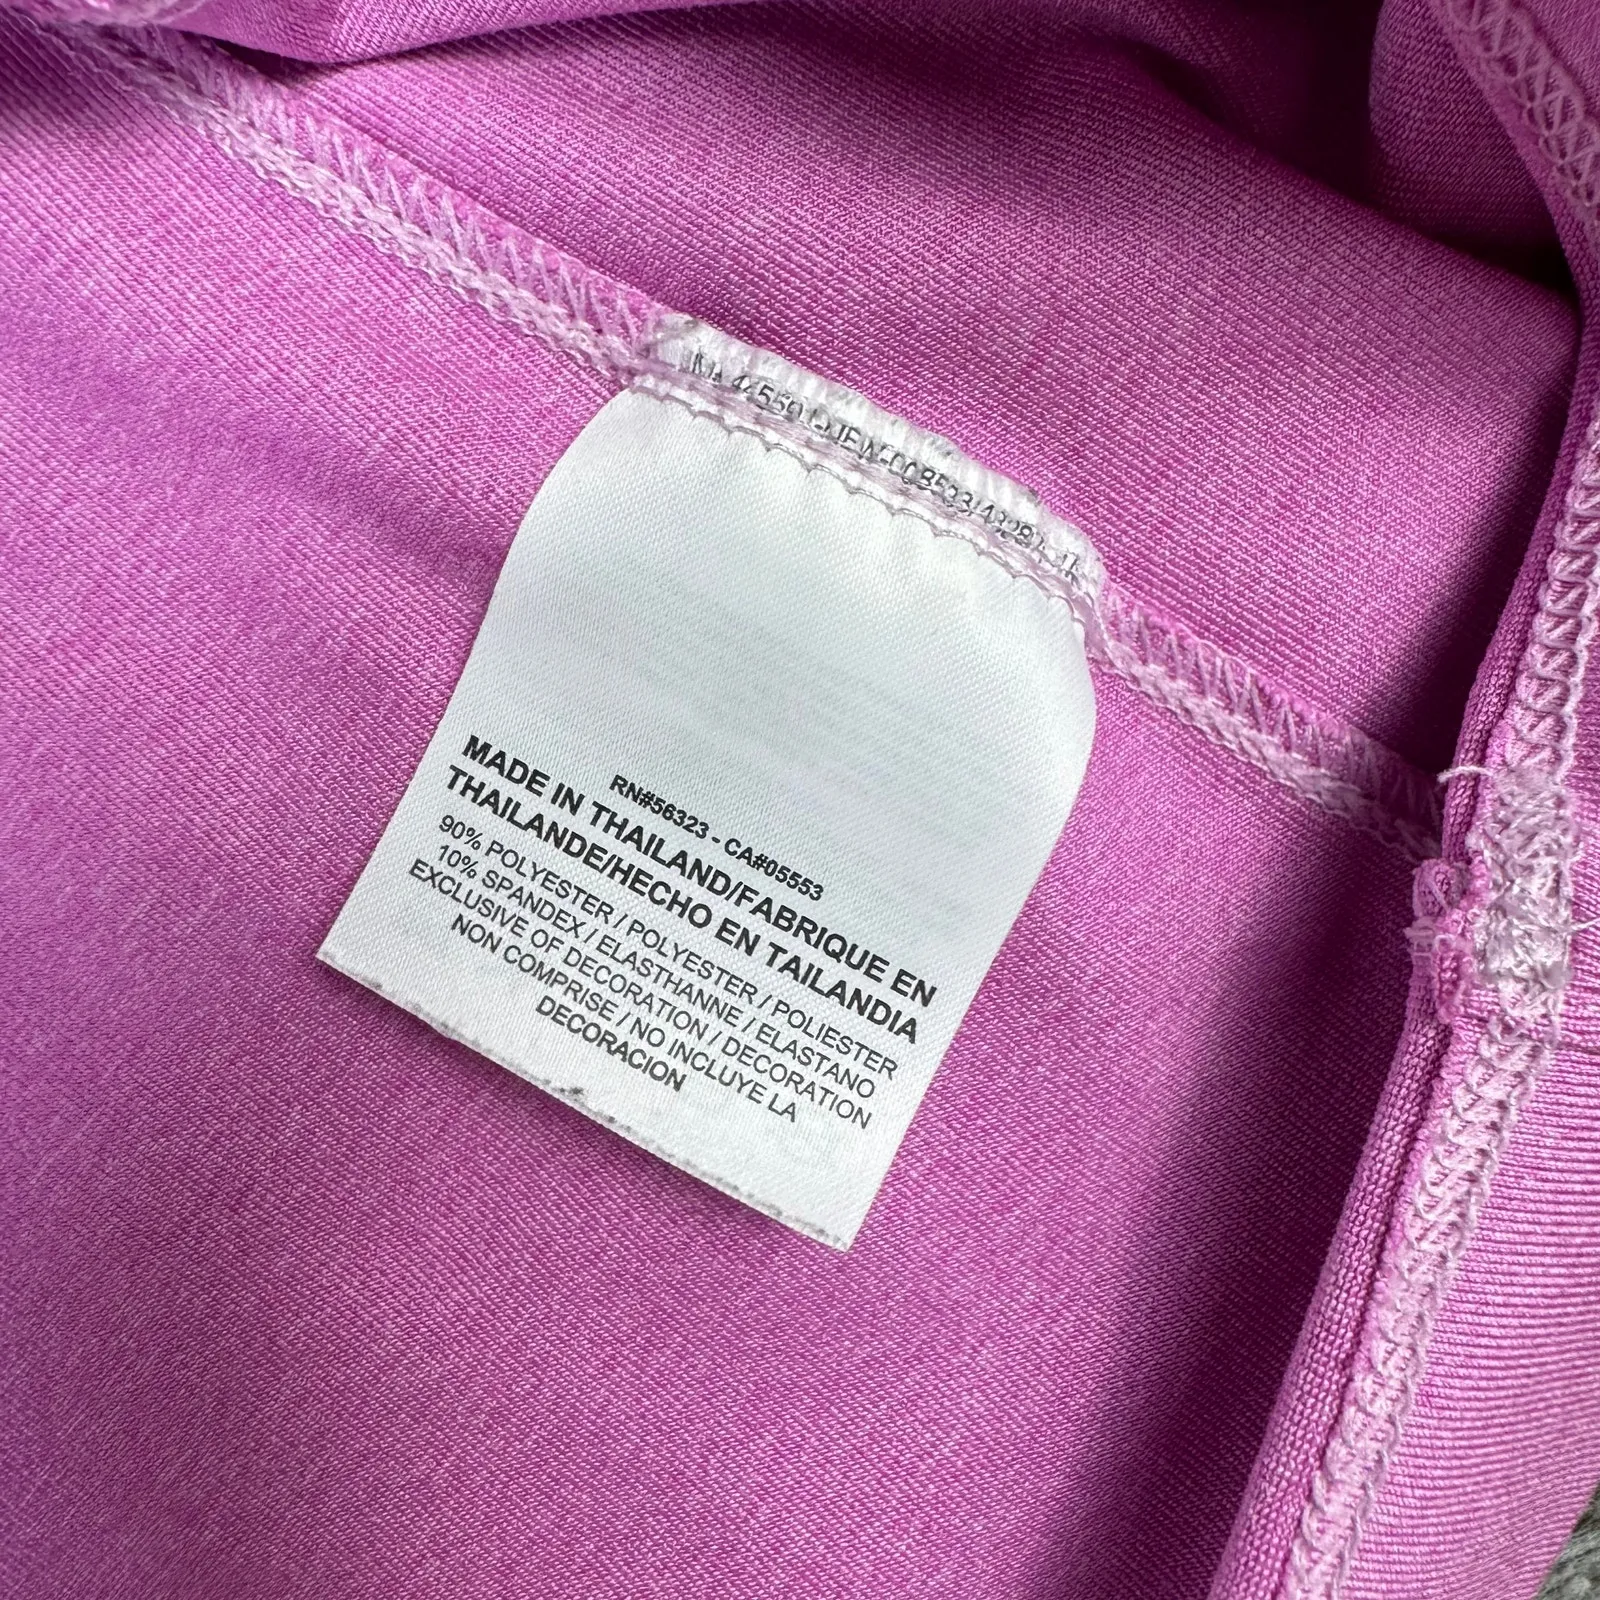 RN#56323 - CA#05553
MADE IN THAILAND/FABRIQUE EN
THAILANDE/HECHO EN TAILANDIA
90% POLYESTER / POLYESTER / POLIESTER
10% SPANDEX / ELASTHANNE / ELASTANO
EXCLUSIVE OF DECORATION / DECORATION
NON COMPRISE / NO INCLUYE LA
DECORACION